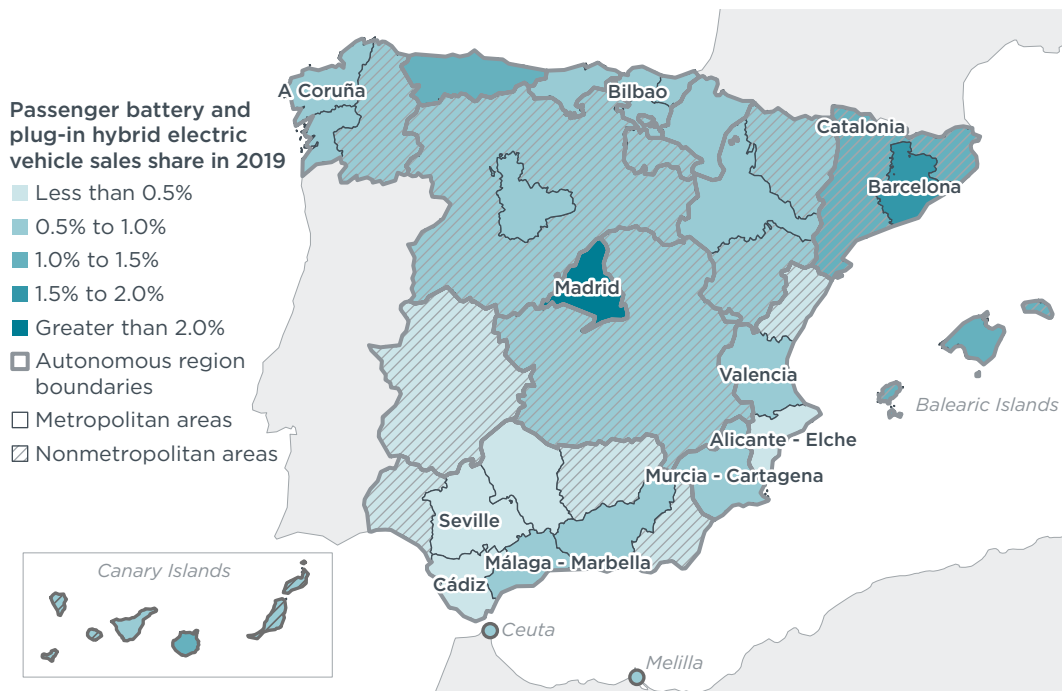 Passenger battery and
plug-in hybrid electric
vehicle sales share in 2019
Less than 0.5%
0.5% to 1.0%
1.0% to 1.5%
1.5% to 2.0%
Greater than 2.0%
Autonomous region
boundaries
Metropolitan areas
Nonmetropolitan areas
A Coruña
Bilbao
Catalonia
Barcelona
Madrid
Valencia
Balearic Islands
Alicante - Elche
Murcia - Cartagena
Seville
Málaga - Marbella
Cádiz
Canary Islands
Ceuta
Melilla